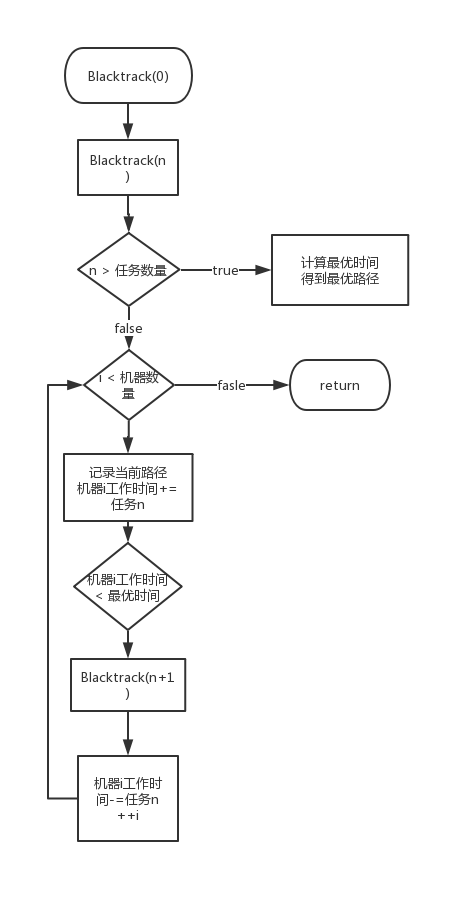 Blacktrack(0)
Blacktrack(n
)
n > 任务数量
true
计算最优时间
得到最优路径
false
i < 机器数
量
fasle
return
记录当前路径
机器i工作时间+=
任务n
机器i工作时间
< 最优时间
Blacktrack(n+1
)
机器i工作时
间-=任务n
++i